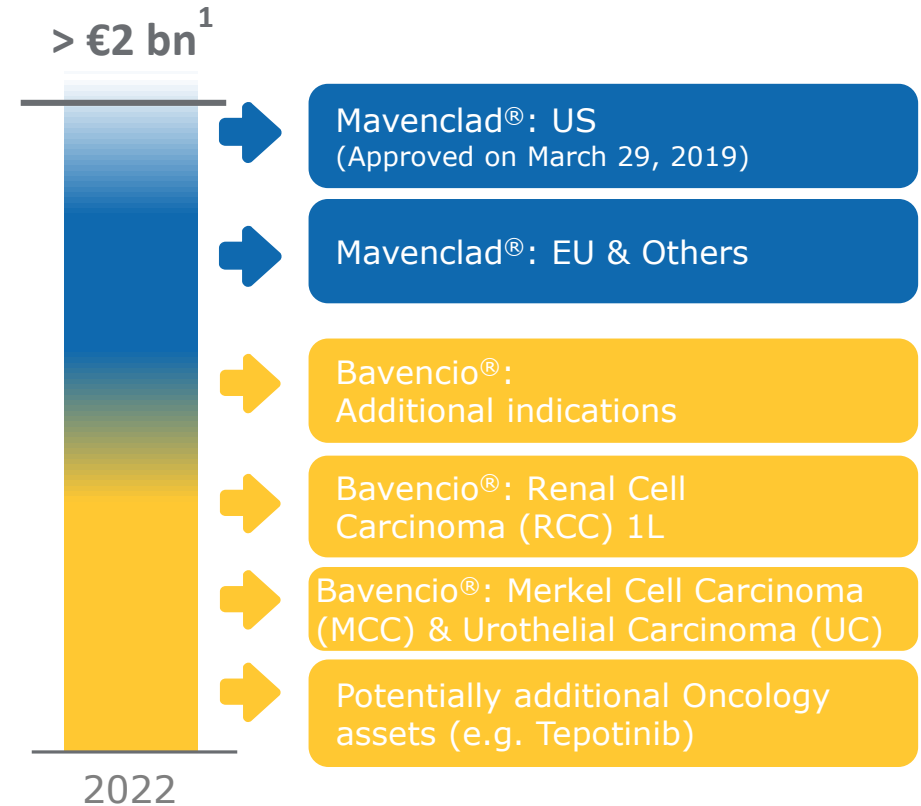 > €2 bn¹
Mavenclad®: US
(Approved on March 29, 2019)
Mavenclad®: EU & Others
Bavencio®:
Additional indications
Bavencio®: Renal Cell
Carcinoma (RCC) 1L
Bavencio®: Merkel Cell Carcinoma
(MCC) & Urothelial Carcinoma (UC)
Potentially additional Oncology
assets (e.g. Tepotinib)
2022